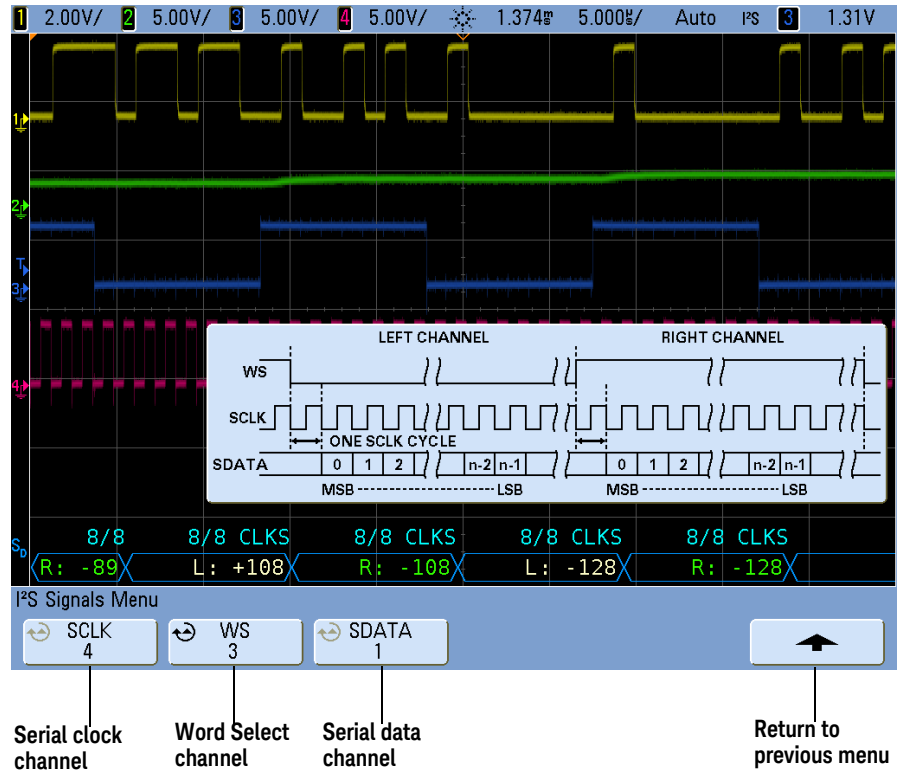 1 2.00V/ 2 5.00V/ 3 5.00V/ 4 5.00V/ 1.374m 5.000㎲/ Auto I²S 3 1.31V
1
2
T
3
LEFT CHANNEL RIGHT CHANNEL
WS
4
SCLK
ONE SCLK CYCLE
SDATA 0 1 2 n-2 n-1 0 1 2 n-2 n-1
MSB LSB MSB LSB
8/8 8/8 CLKS 8/8 CLKS 8/8 CLKS 8/8 CLKS
SD
R: -89 L: +108 R: -108 L: -128 R: -128
I²S Signals Menu
SCLK WS SDATA
4 3 1
Serial clock channel
Word Select channel
Serial data channel
Return to previous menu